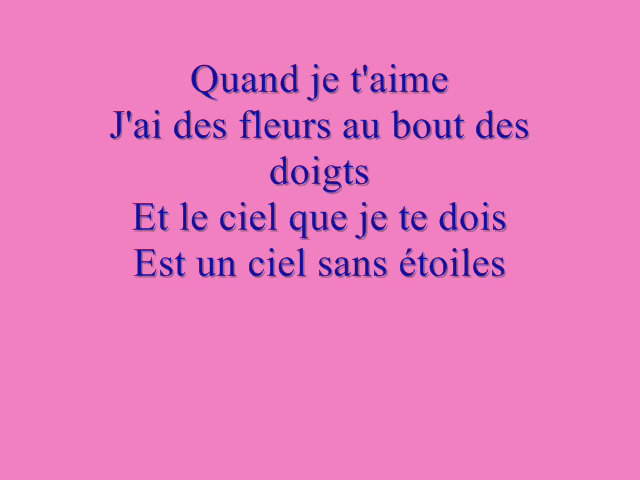 Quand je t'aime
J'ai des fleurs au bout des
doigts
Et le ciel que je te dois
Est un ciel sans étoiles